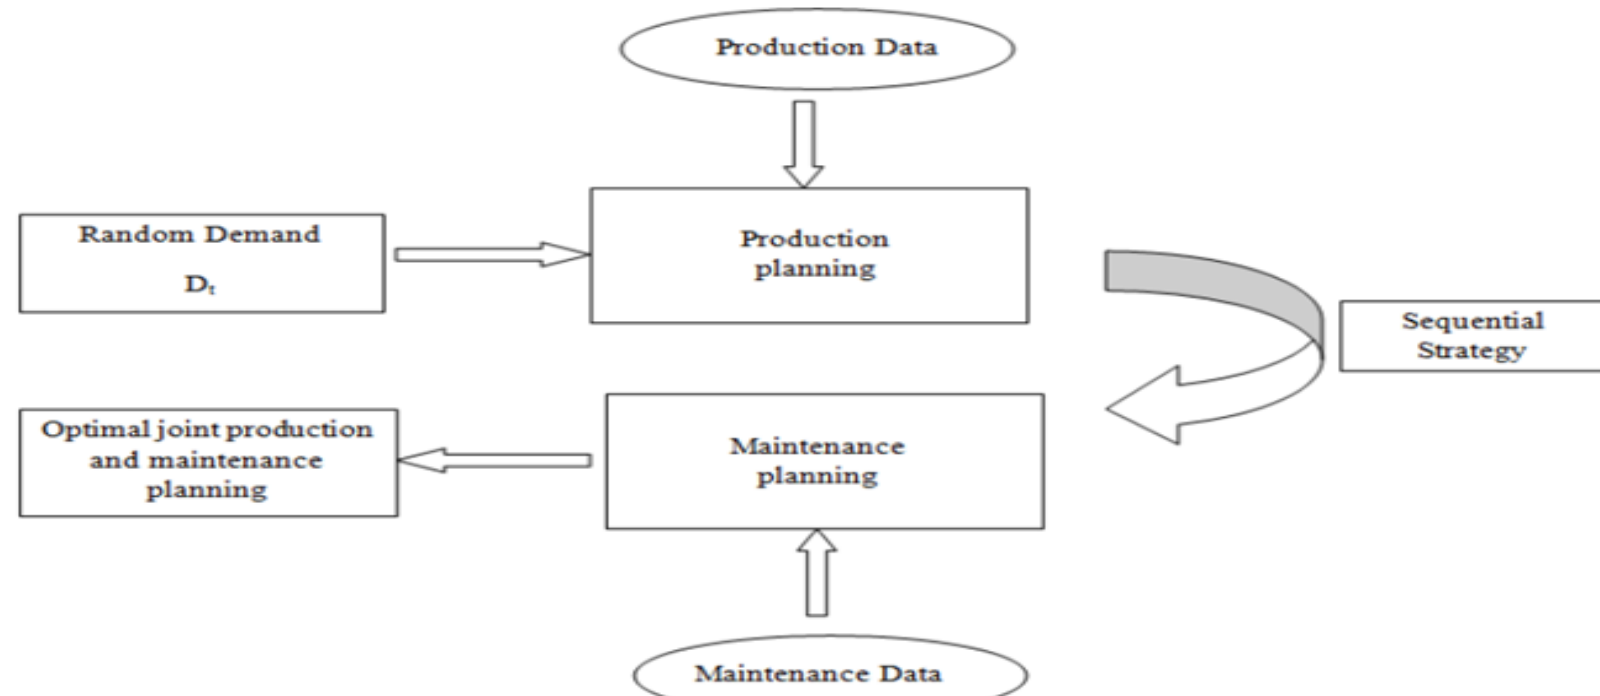 Production Data
Random Demand
Dₜ
Production
planning
Sequential
Strategy
Optimal joint production
and maintenance
planning
Maintenance
planning
Maintenance Data